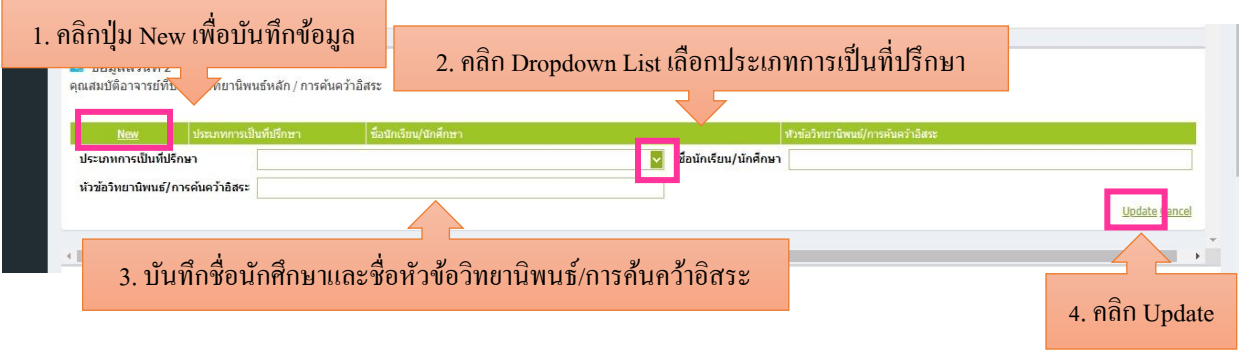 1. คลิกปุ่ม New เพื่อบันทึกข้อมูล
2. คลิก Dropdown List เลือกประเภทการเป็นที่ปรึกษา
คุณสมบัติอาจารย์ที่ วิทยานิพนธ์หลัก / การค้นคว้าอิสระ
New ประเภทการเป็นที่ปรึกษา ชื่อนักเรียน/นักศึกษา หัวข้อวิทยานิพนธ์/การค้นคว้าอิสระ
ประเภทการเป็นที่ปรึกษา ชื่อนักเรียน/นักศึกษา
หัวข้อวิทยานิพนธ์/การค้นคว้าอิสระ
Update Cancel
3. บันทึกชื่อนักศึกษาและชื่อหัวข้อวิทยานิพนธ์/การค้นคว้าอิสระ
4. คลิก Update